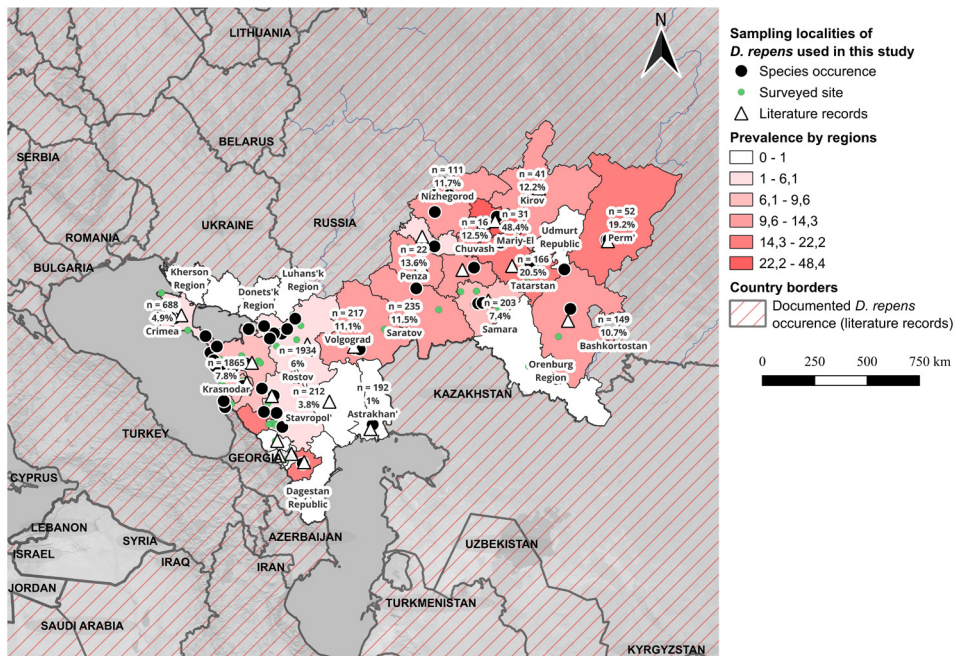 LITHUANIA
BELARUS
SERBIA
UKRAINE
RUSSIA
ROMANIA
BULGARIA
N
n = 111
11.7%
Nizhegorod
n = 41
12.2%
Kirov
n = 31
48.4%
Mariy-El
n = 16
12.5%
Chuvash
Udmurt
Republic
n = 52
19.2%
Perm'
n = 22
13.6%
Penza
n = 166
20.5%
Tatarstan
Kherson
Region
Donets'k
Region
Luhans'k
Region
n = 688
4.9%
Crimea
n = 217
11.1%
Volgograd
n = 235
11.5%
Saratov
n = 203
7.4%
Samara
n = 149
10.7%
Bashkortostan
n = 1865
7.8%
Krasnodar
n = 1934
6%
Rostov
n = 212
3.8%
Stavropol'
n = 192
1%
Astrakhan'
Orenburg
Region
KAZAKHSTAN
TURKEY
GEORGIA
Dagestan
Republic
CYPRUS
LEBANON
SYRIA
ISRAEL
IRAQ
JORDAN
SAUDI ARABIA
AZERBAIJAN
IRAN
UZBEKISTAN
TURKMENISTAN
KYRGYZSTAN
Sampling localities of
D. repens used in this study
Species occurence
Surveyed site
Literature records
Prevalence by regions
0 - 1
1 - 6,1
6,1 - 9,6
9,6 - 14,3
14,3 - 22,2
22,2 - 48,4
Country borders
Documented D. repens
occurence (literature records)
0 250 500 750 km